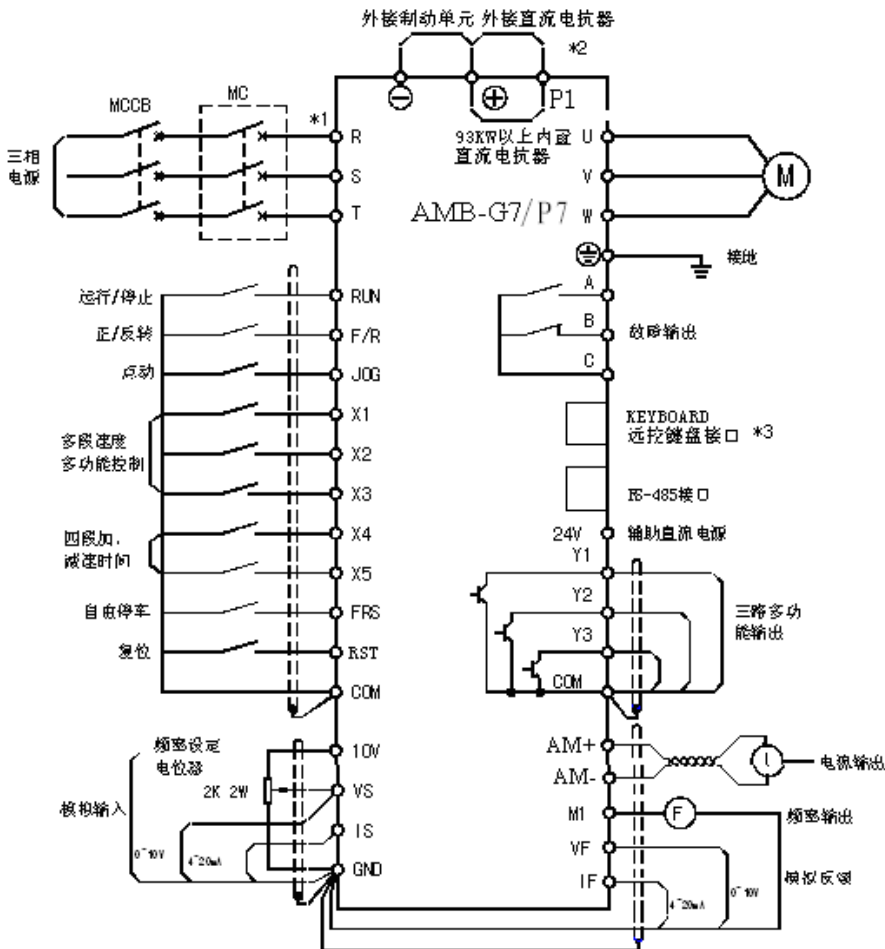 外接制动单元 外接直流电抗器
*2
MCCB
MC
*1
三相
电源
R
S
T
⊖
⊕
P1
93KW以上内置
直流电抗器
AMB-G7/P7
U
V
W
M
接地
运行/停止
正/反转
点动
多段速度
多功能控制
四段加、
减速时间
自由停车
复位
RUN
F/R
JOG
X1
X2
X3
X4
X5
FRS
RST
COM
A
B
C
故障输出
KEYBOARD
远控键盘接口 *3
RS-485接口
24V
辅助直流电源
Y1
Y2
Y3
COM
三路多功
能输出
频率设定
电位器
2K 2W
模拟输入
0~10V
4~20mA
10V
VS
IS
GND
AM+
AM-
I
电流输出
M1
F
频率输出
VF
IF
4~20mA
0~10V
模拟反馈